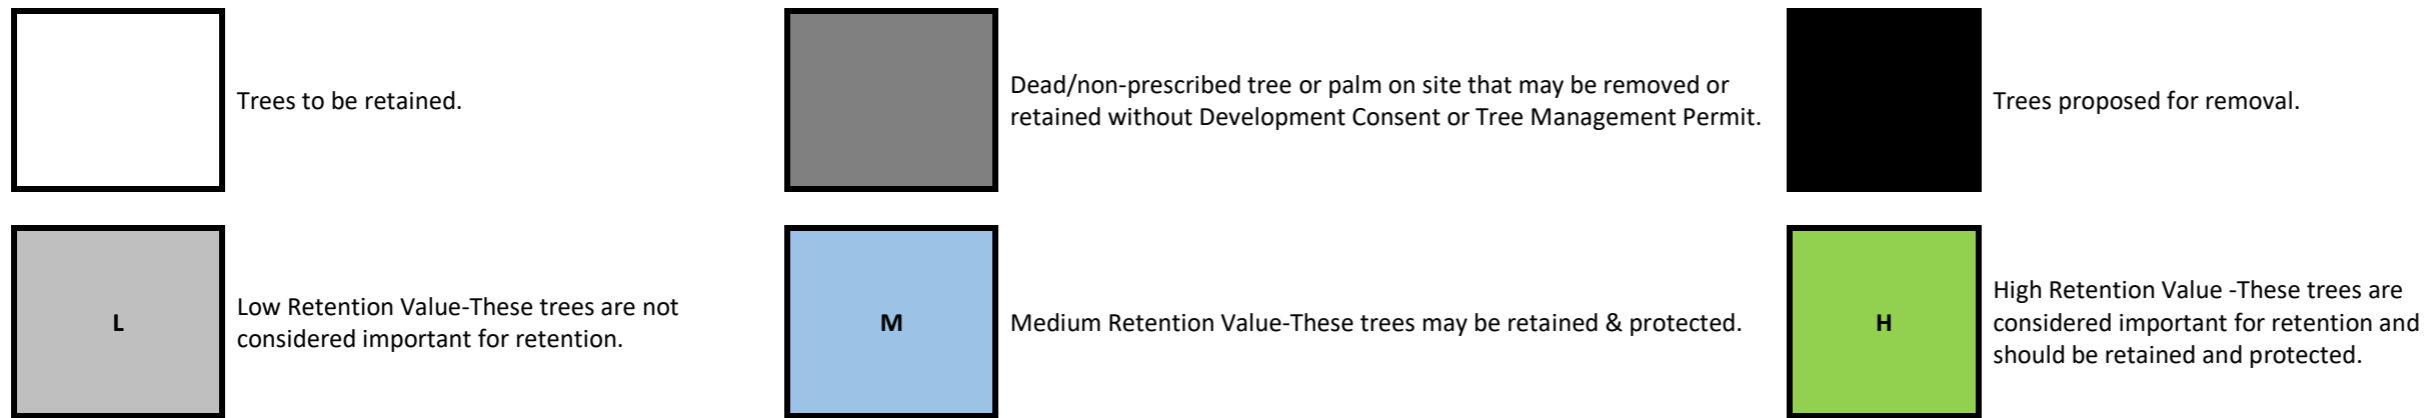 Trees to be retained.
Dead/non-prescribed tree or palm on site that may be removed or
retained without Development Consent or Tree Management Permit.
Trees proposed for removal.
L
Low Retention Value-These trees are not
considered important for retention.
M
Medium Retention Value-These trees may be retained & protected.
H
High Retention Value -These trees are
considered important for retention and
should be retained and protected.